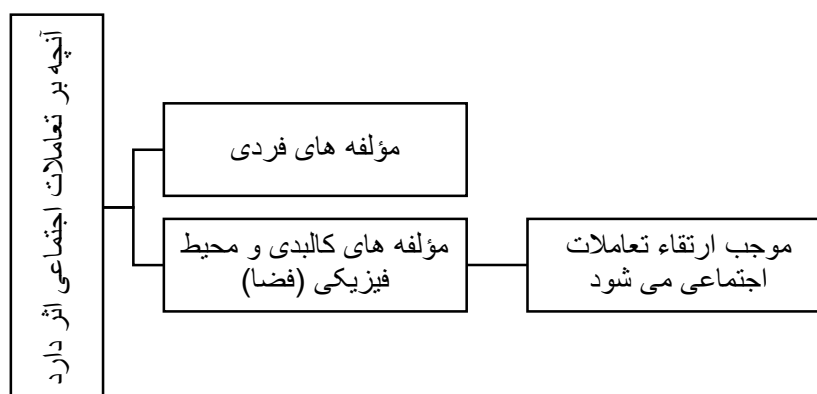 آنچه بر تعاملات اجتماعی اثر دارد
مؤلفه های فردی
مؤلفه های کالبدی و محیط
فیزیکی (فضا)
موجب ارتقاء تعاملات
اجتماعی می شود